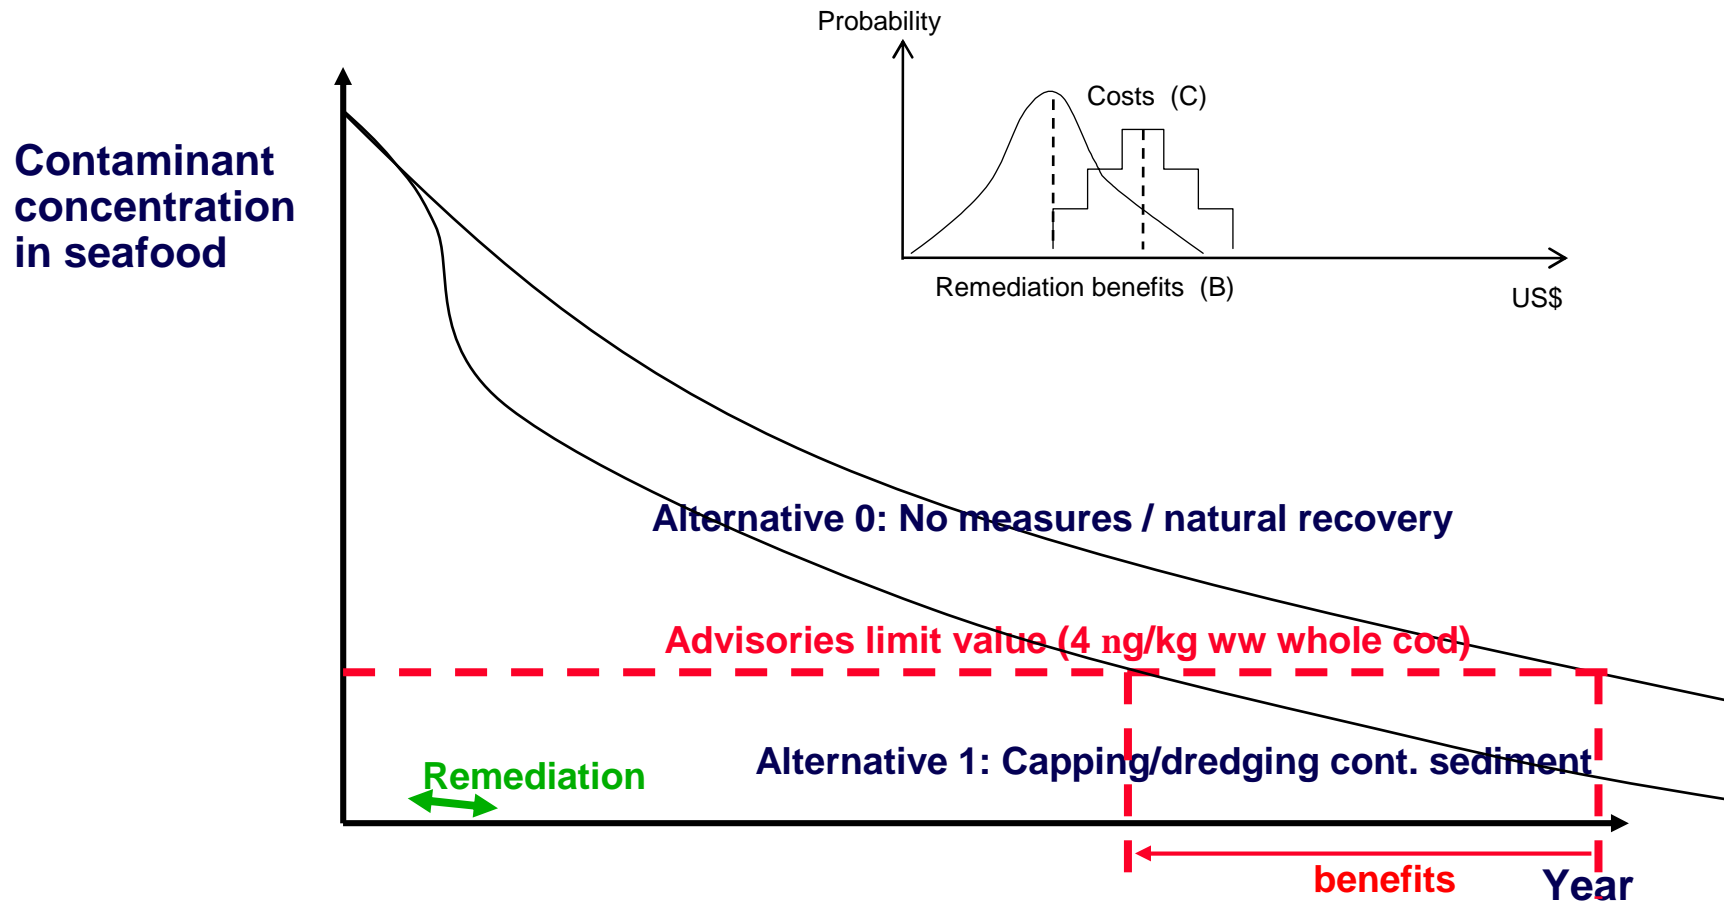 Probability
Costs (C)
Contaminant
concentration
in seafood
Remediation benefits (B)
US$
Alternative 0: No measures / natural recovery
Advisories limit value (4 ng/kg ww whole cod)
Alternative 1: Capping/dredging cont. sediment
Remediation
benefits
Year